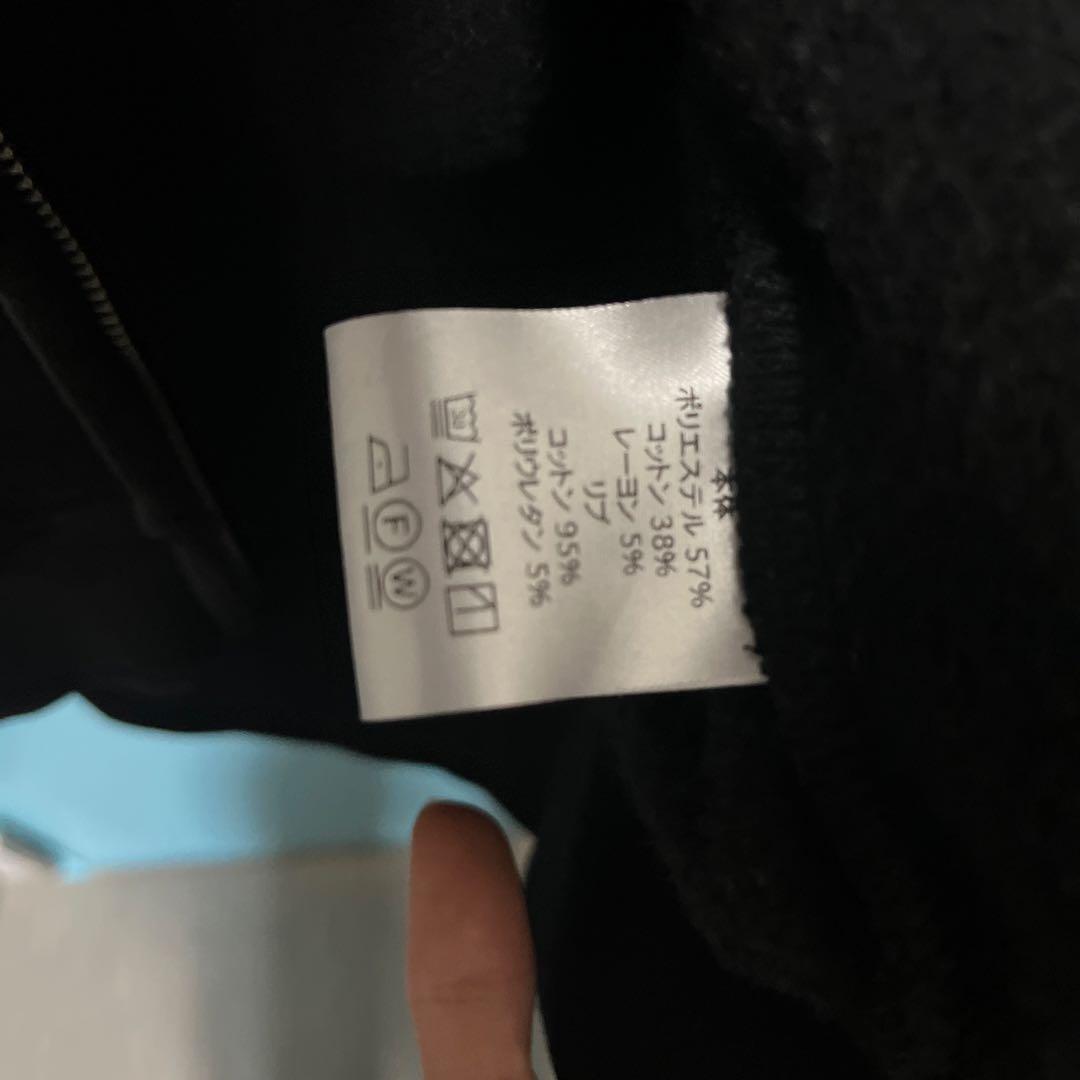 本体
ポリエステル 57%
コットン 38%
レーヨン 5%
リブ
コットン 95%
ポリウレタン 5%
30
F W